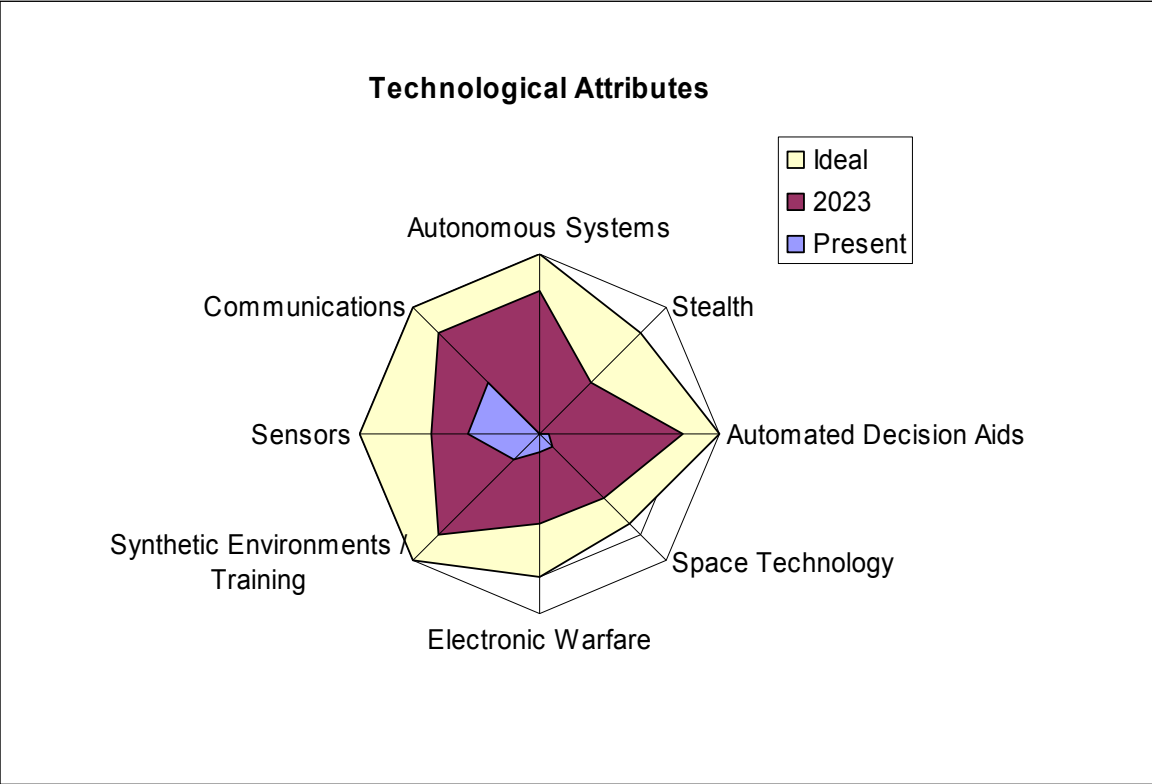 Technological Attributes
Ideal
2023
Present
Autonomous Systems
Communications
Stealth
Sensors
Automated Decision Aids
Synthetic Environments /
Training
Space Technology
Electronic Warfare